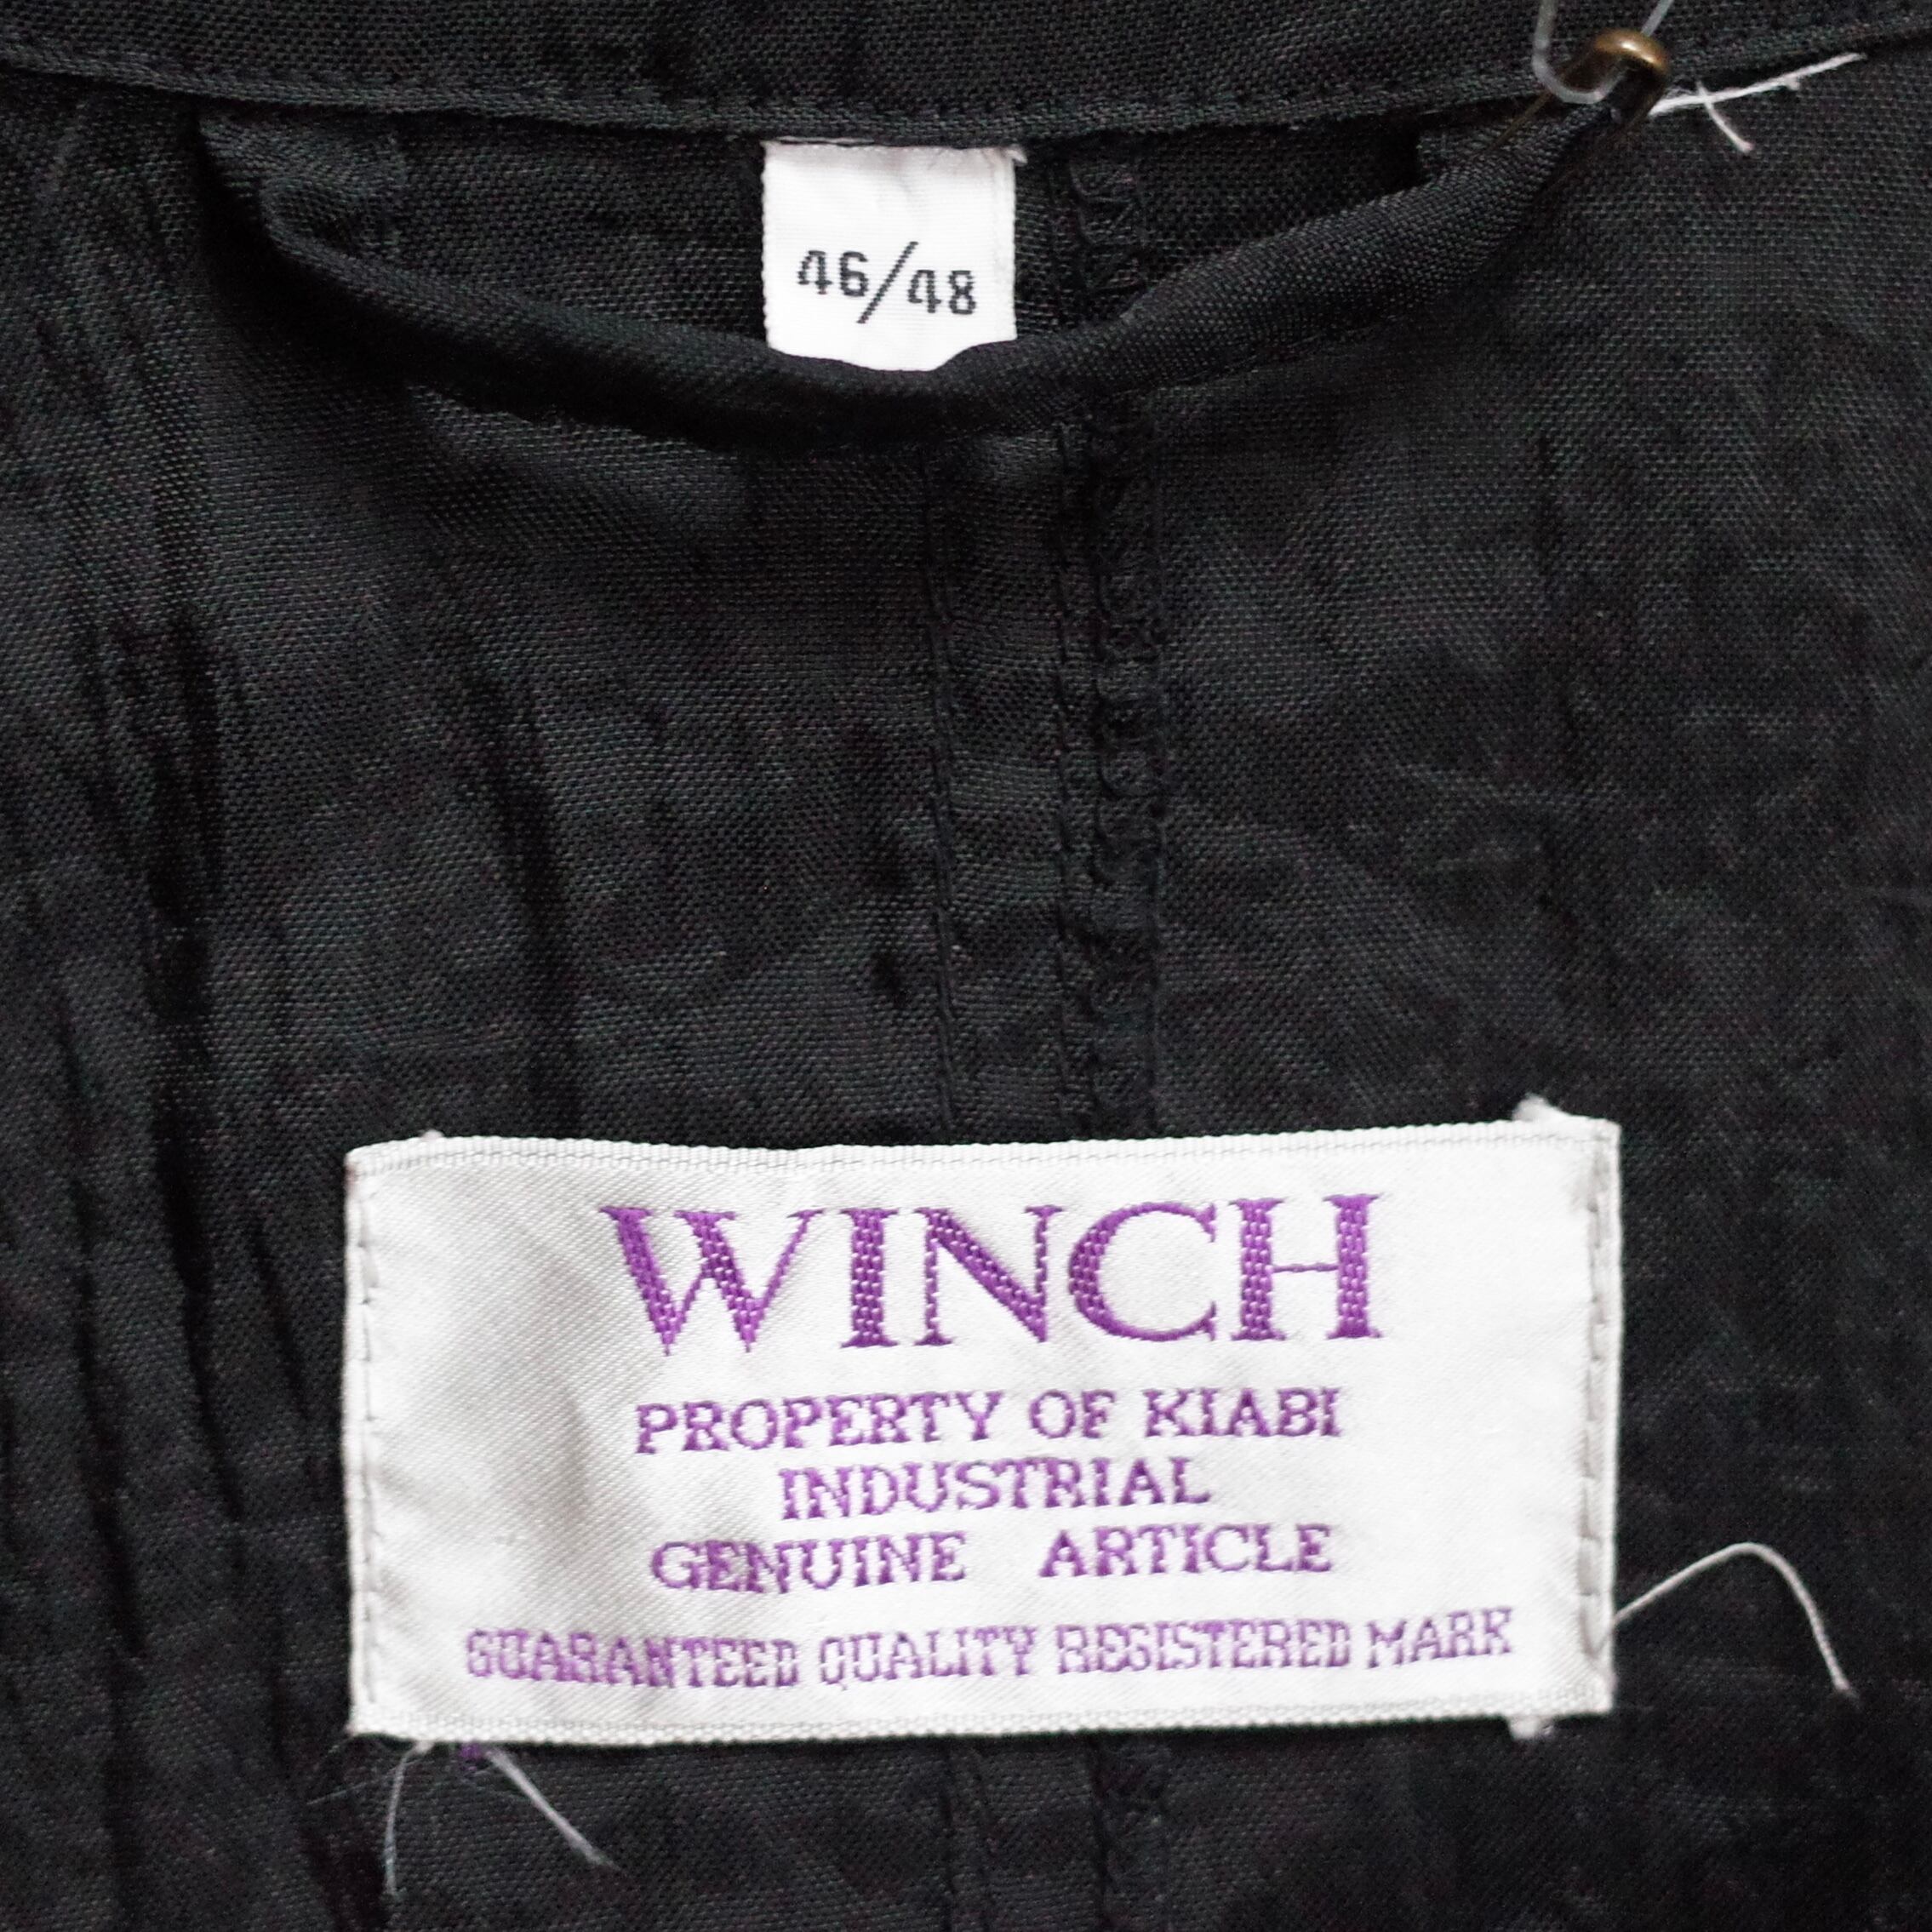 46/48
WINCH
PROPERTY OF KIABI
INDUSTRIAL
GENUINE ARTICLE
GUARANTEED QUALITY REGISTERED MARK